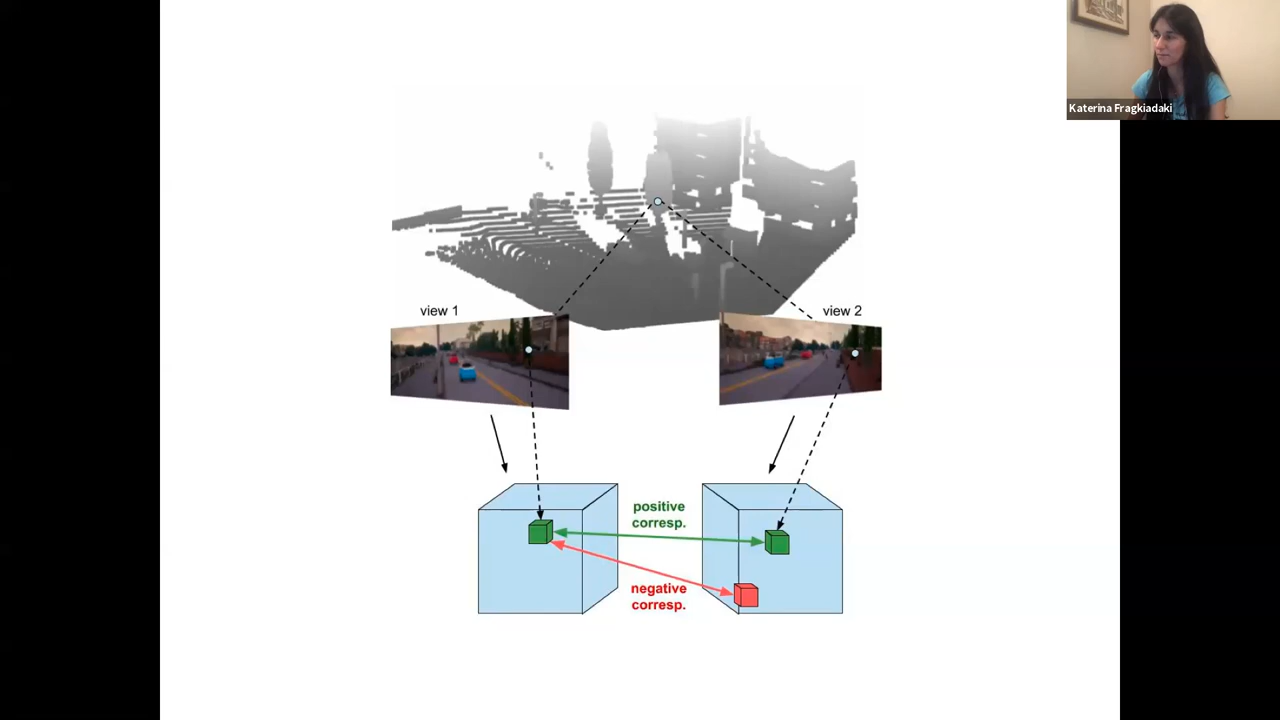 Katerina Fragkiadaki
view 1
view 2
positive
corresp.
negative
corresp.